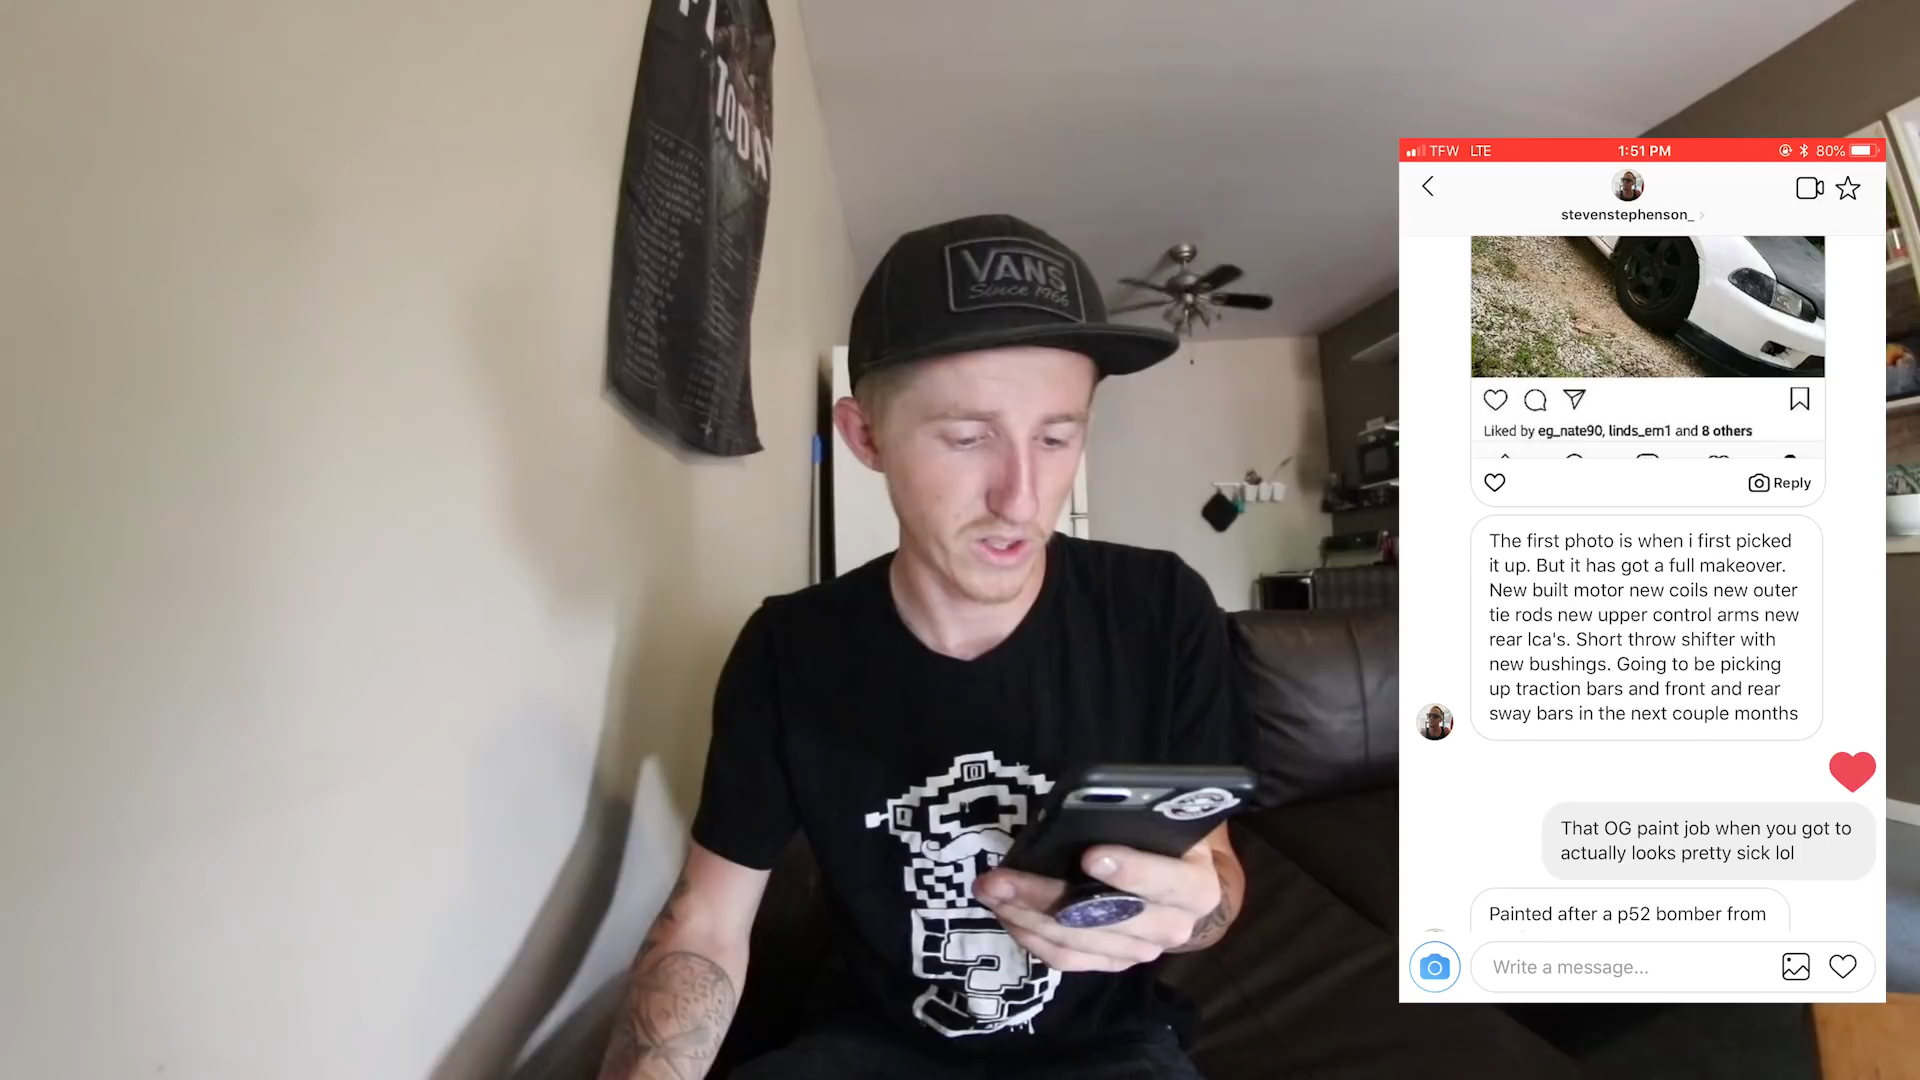 TODAY
VANS
Since 1966
TFW LTE
1:51 PM
80%
stevenstephenson_
Liked by eg_nate90, linds_em1 and 8 others
Reply
The first photo is when i first picked
it up. But it has got a full makeover.
New built motor new coils new outer
tie rods new upper control arms new
rear lca's. Short throw shifter with
new bushings. Going to be picking
up traction bars and front and rear
sway bars in the next couple months
That OG paint job when you got to
actually looks pretty sick lol
Painted after a p52 bomber from
Write a message...